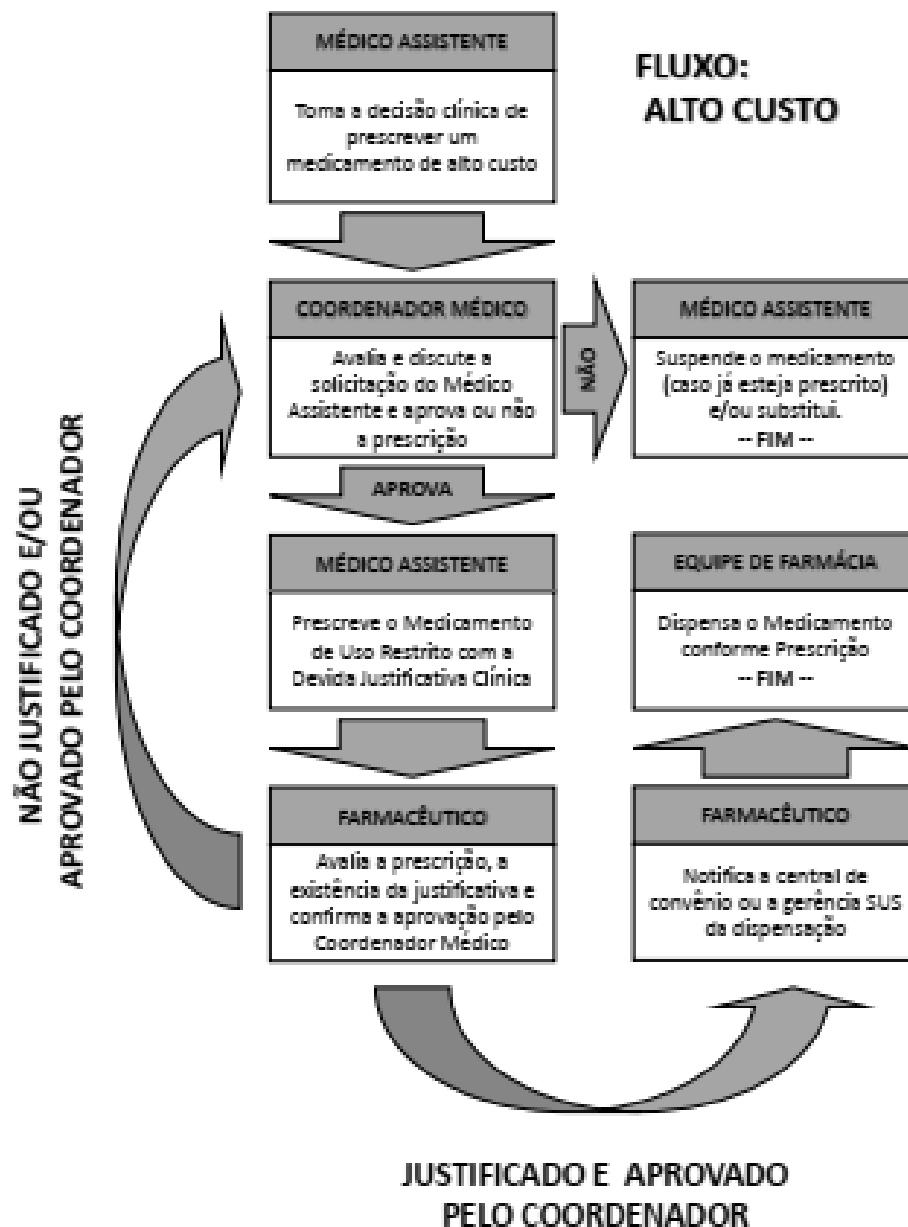 MÉDICO ASSISTENTE
Toma a decisão clínica de
prescrever um
medicamento de alto custo
FLUXO:
ALTO CUSTO
COORDENADOR MÉDICO
Avalia e discute a
solicitação do Médico
Assistente e aprova ou não
a prescrição
NÃO
MÉDICO ASSISTENTE
Suspende o medicamento
(caso já esteja prescrito)
e/ou substitui.
-- FIM --
APROVA
MÉDICO ASSISTENTE
Prescreve o Medicamento
de Uso Restrito com a
Devida Justificativa Clínica
FARMACÊUTICO
Avalia a prescrição, a
existência da justificativa e
confirma a aprovação pelo
Coordenador Médico
NÃO JUSTIFICADO E/OU
APROVADO PELO COORDENADOR
JUSTIFICADO E APROVADO
PELO COORDENADOR
FARMACÊUTICO
Notifica a central de
convênio ou a gerência SUS
da dispensação
EQUIPE DE FARMÁCIA
Dispensa o Medicamento
conforme Prescrição
-- FIM --